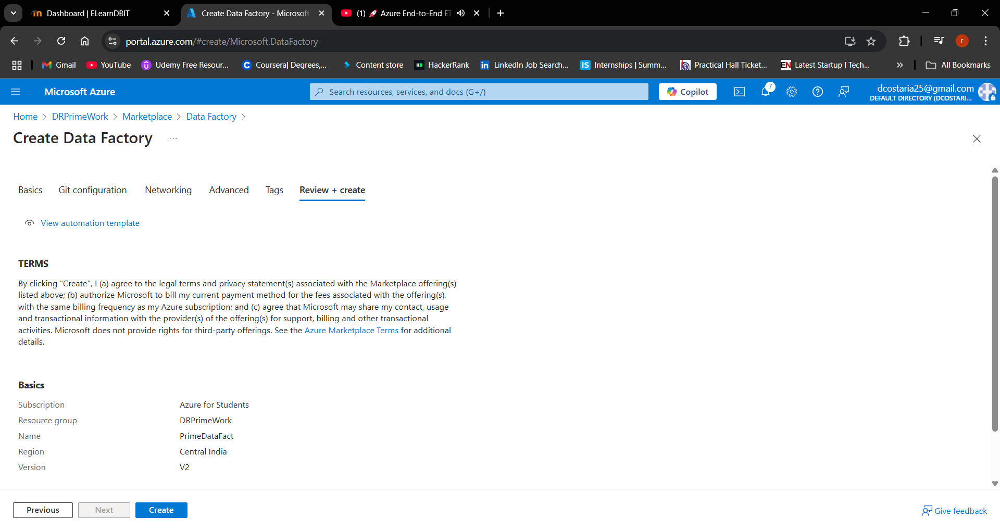 Dashboard | ELearnDBIT
Create Data Factory - Microsoft
(1) 🚀 Azure End-to-End ET
portal.azure.com/#create/Microsoft.DataFactory
r
Gmail
YouTube
Udemy Free Resour...
Coursera| Degrees,...
Content store
HackerRank
LinkedIn Job Search...
Internships | Summ...
Practical Hall Ticket...
Latest Startup I Tech...
All Bookmarks
Microsoft Azure
Search resources, services, and docs (G+/)
Copilot
7
dcostaria25@gmail.com
DEFAULT DIRECTORY (DCOSTARI...
Home > DRPrimeWork > Marketplace > Data Factory >
Create Data Factory ...
Basics Git configuration Networking Advanced Tags Review + create
View automation template
TERMS
By clicking "Create", I (a) agree to the legal terms and privacy statement(s) associated with the Marketplace offering(s)
listed above; (b) authorize Microsoft to bill my current payment method for the fees associated with the offering(s),
with the same billing frequency as my Azure subscription; and (c) agree that Microsoft may share my contact, usage
and transactional information with the provider(s) of the offering(s) for support, billing and other transactional
activities. Microsoft does not provide rights for third-party offerings. See the Azure Marketplace Terms for additional
details.
Basics
Subscription Azure for Students
Resource group DRPrimeWork
Name PrimeDataFact
Region Central India
Version V2
Previous Next Create
Give feedback